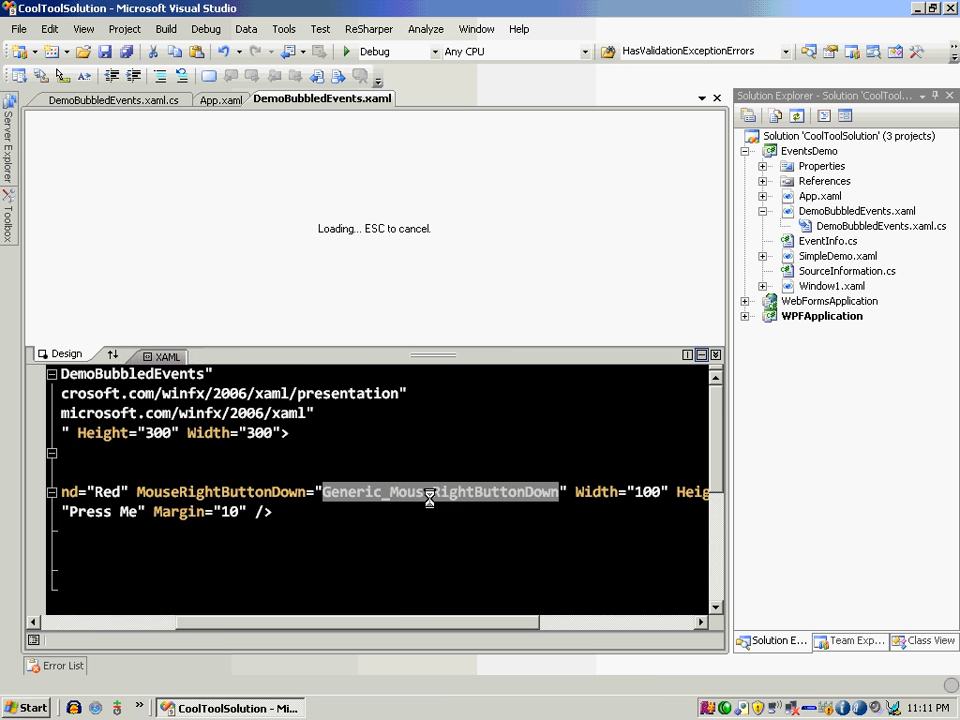 CoolToolSolution - Microsoft Visual Studio
File Edit View Project Build Debug Data Tools Test ReSharper Analyze Window Help
Debug Any CPU HasValidationExceptionErrors
DemoBubbledEvents.xaml.cs App.xaml DemoBubbledEvents.xaml
Server Explorer
Toolbox
Loading... ESC to cancel.
Design XAML
DemoBubbledEvents"
crosoft.com/winfx/2006/xaml/presentation"
microsoft.com/winfx/2006/xaml"
" Height="300" Width="300">
nd="Red" MouseRightButtonDown="Generic_MouseRightButtonDown" Width="100" Heig
"Press Me" Margin="10" />
Error List
Solution Explorer - Solution 'CoolTool...
Solution 'CoolToolSolution' (3 projects)
EventsDemo
Properties
References
App.xaml
DemoBubbledEvents.xaml
DemoBubbledEvents.xaml.cs
EventInfo.cs
SimpleDemo.xaml
SourceInformation.cs
Window1.xaml
WebFormsApplication
WPFApplication
Solution E... Team Exp... Class View
Start CoolToolSolution - Mi... 11:11 PM